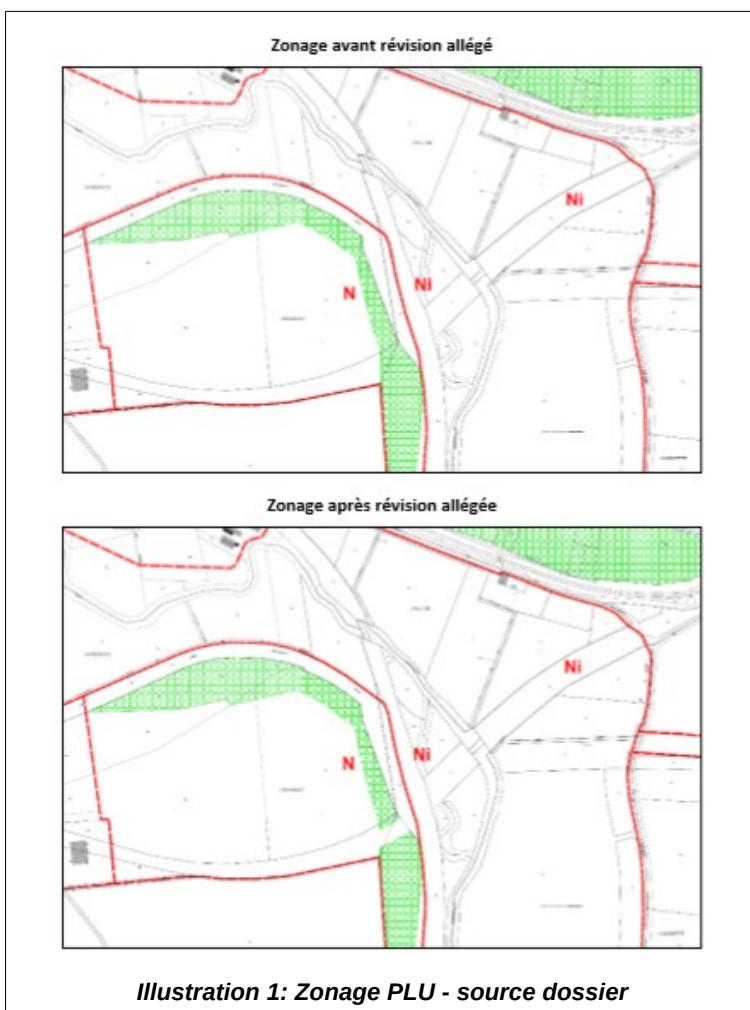 Zonage avant révision allégé
Ni
N
Ni
Zonage après révision allégée
Ni
N
Ni
Illustration 1: Zonage PLU - source dossier